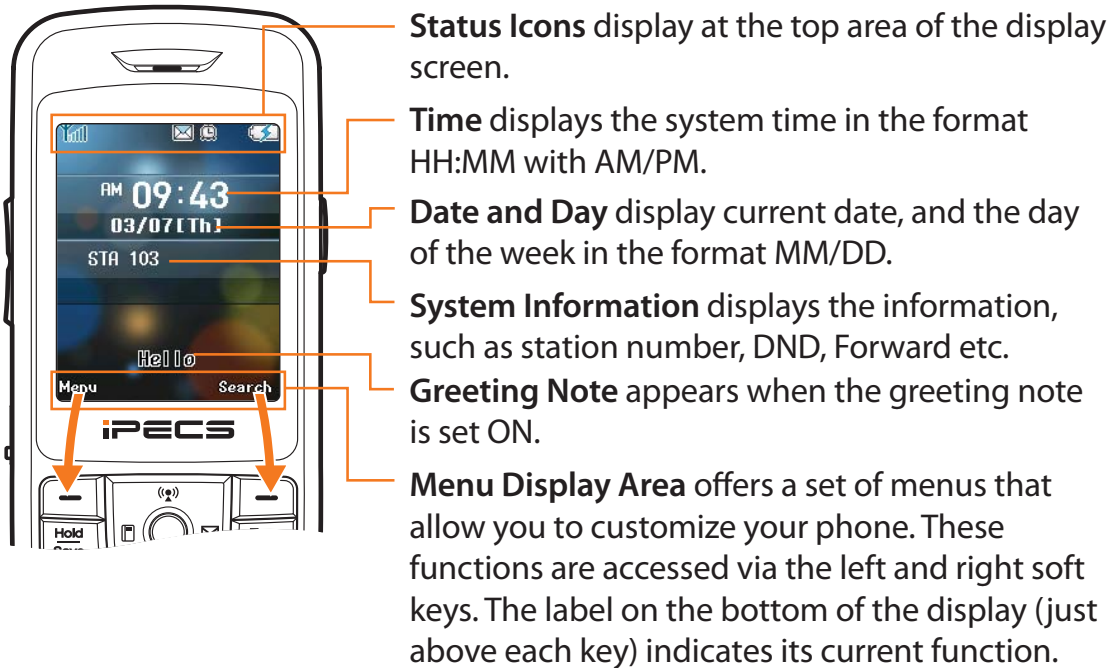 Status Icons display at the top area of the display
screen.
Time displays the system time in the format
HH:MM with AM/PM.
Date and Day display current date, and the day
of the week in the format MM/DD.
System Information displays the information,
such as station number, DND, Forward etc.
Greeting Note appears when the greeting note
is set ON.
Menu Display Area offers a set of menus that
allow you to customize your phone. These
functions are accessed via the left and right soft
keys. The label on the bottom of the display (just
above each key) indicates its current function.
AM 09:43
03/07[Th]
STA 103
Hello
Menu Search
iPECS
Hold